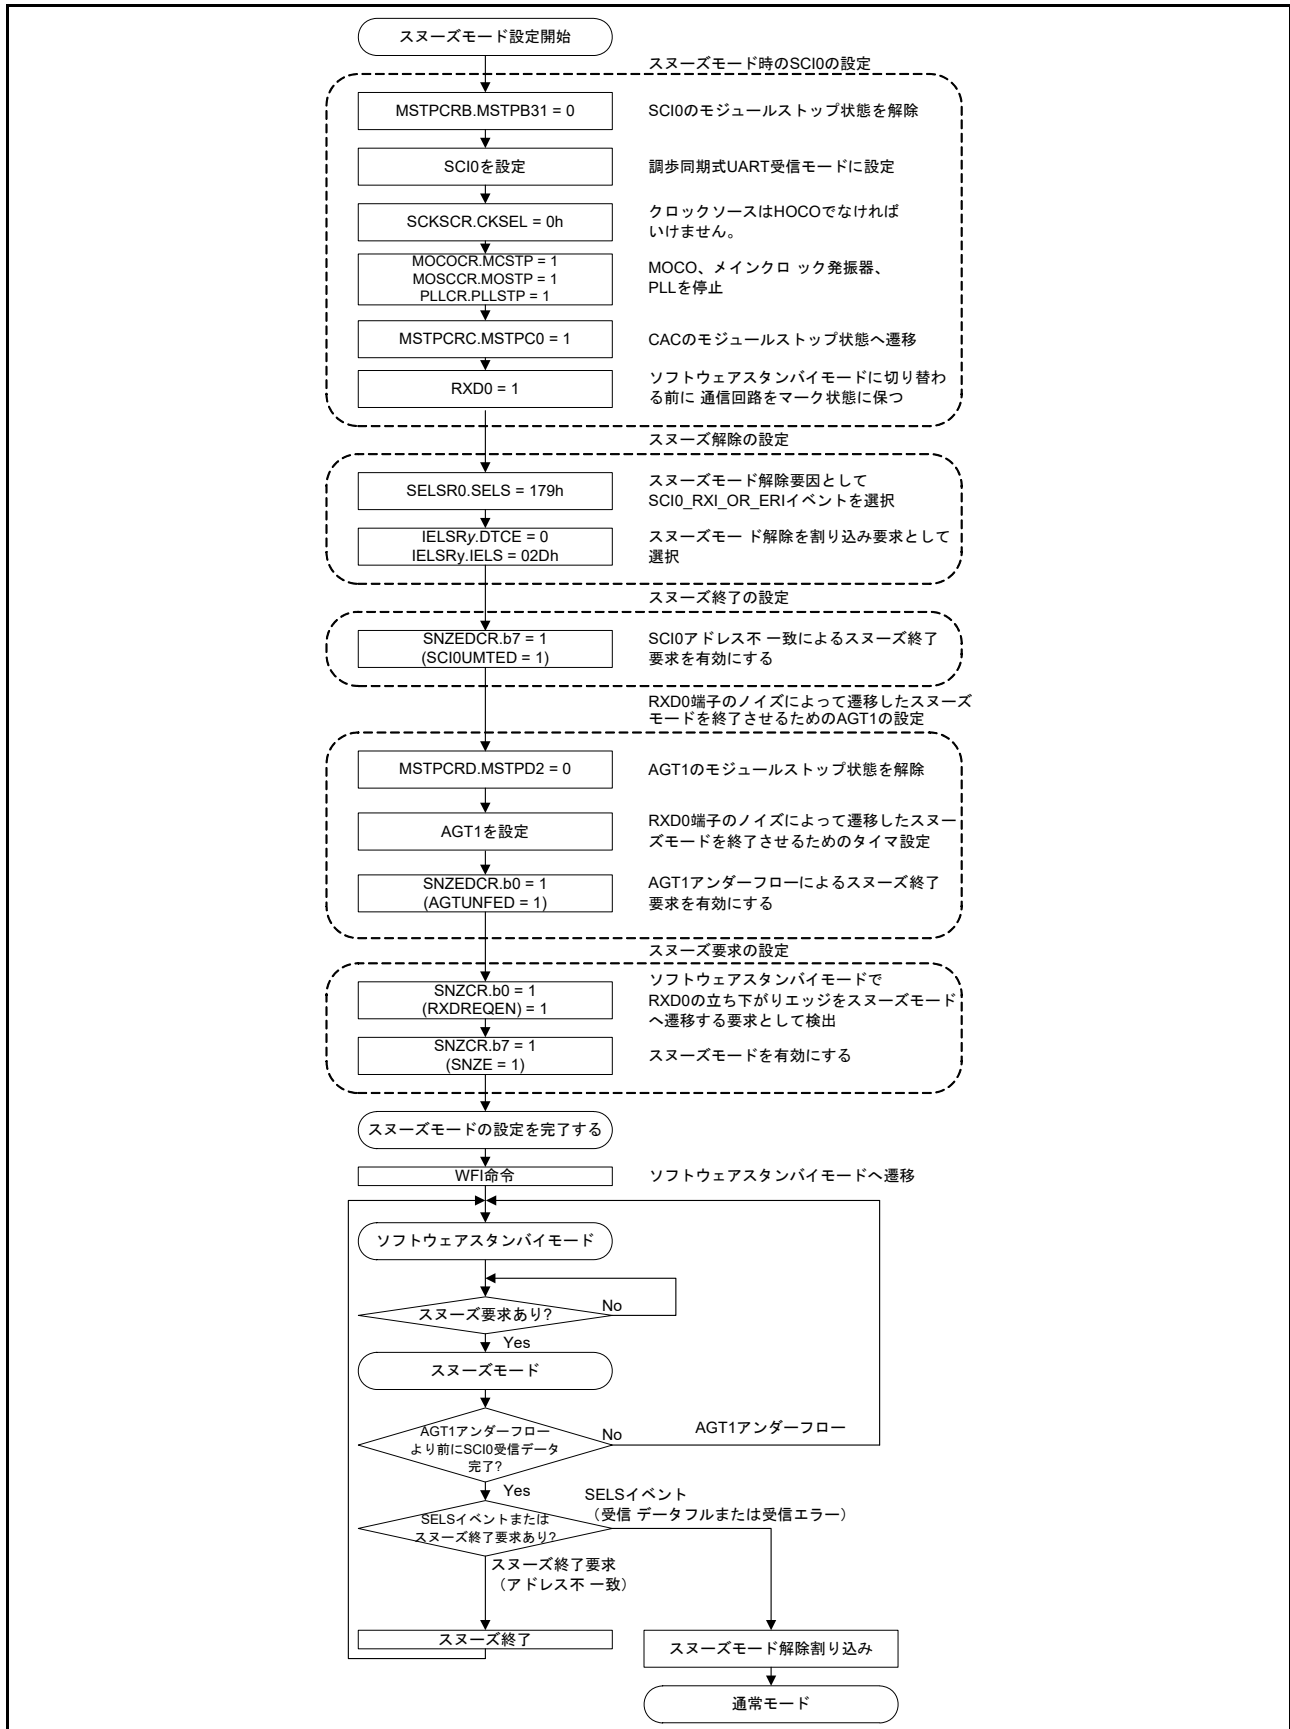 スヌーズモード設定開始
スヌーズモード時のSCI0の設定
MSTPCRB.MSTPB31 = 0
SCI0のモジュールストップ状態を解除
SCI0を設定
調歩同期式UART受信モードに設定
SCKSCR.CKSEL = 0h
クロックソースはHOCOでなければ
いけません。
MOCOCR.MCSTP = 1
MOSCCR.MOSTP = 1
PLLCR.PLLSTP = 1
MOCO、メインクロ ック発振器、
PLLを停止
MSTPCRC.MSTPC0 = 1
CACのモジュールストップ状態へ遷移
RXD0 = 1
ソフトウェアスタンバイモードに切り替わ
る前に 通信回路をマーク状態に保つ
スヌーズ解除の設定
SELSR0.SELS = 179h
スヌーズモード解除要因として
SCI0_RXI_OR_ERIイベントを選択
IELSRy.DTCE = 0
IELSRy.IELS = 02Dh
スヌーズモー ド解除を割り込み要求として
選択
スヌーズ終了の設定
SNZEDCR.b7 = 1
(SCI0UMTED = 1)
SCI0アドレス不 一致によるスヌーズ終了
要求を有効にする
RXD0端子のノイズによって遷移したスヌーズ
モードを終了させるためのAGT1の設定
MSTPCRD.MSTPD2 = 0
AGT1のモジュールストップ状態を解除
AGT1を設定
RXD0端子のノイズによって遷移したスヌー
ズモードを終了させるためのタイマ設定
SNZEDCR.b0 = 1
(AGTUNFED = 1)
AGT1アンダーフローによるスヌーズ終了
要求を有効にする
スヌーズ要求の設定
SNZCR.b0 = 1
(RXDREQEN) = 1
ソフトウェアスタンバイモードで
RXD0の立ち下がりエッジをスヌーズモード
へ遷移する要求として検出
SNZCR.b7 = 1
(SNZE = 1)
スヌーズモードを有効にする
スヌーズモードの設定を完了する
WFI命令
ソフトウェアスタンバイモードへ遷移
ソフトウェアスタンバイモード
スヌーズ要求あり?
No
Yes
スヌーズモード
AGT1アンダーフロー
より前にSCI0受信データ
完了?
No
AGT1アンダーフロー
Yes
SELSイベント
（受信 データフルまたは受信エラー）
SELSイベントまたは
スヌーズ終了要求あり?
スヌーズ終了要求
（アドレス不 一致）
スヌーズ終了
スヌーズモード解除割り込み
通常モード